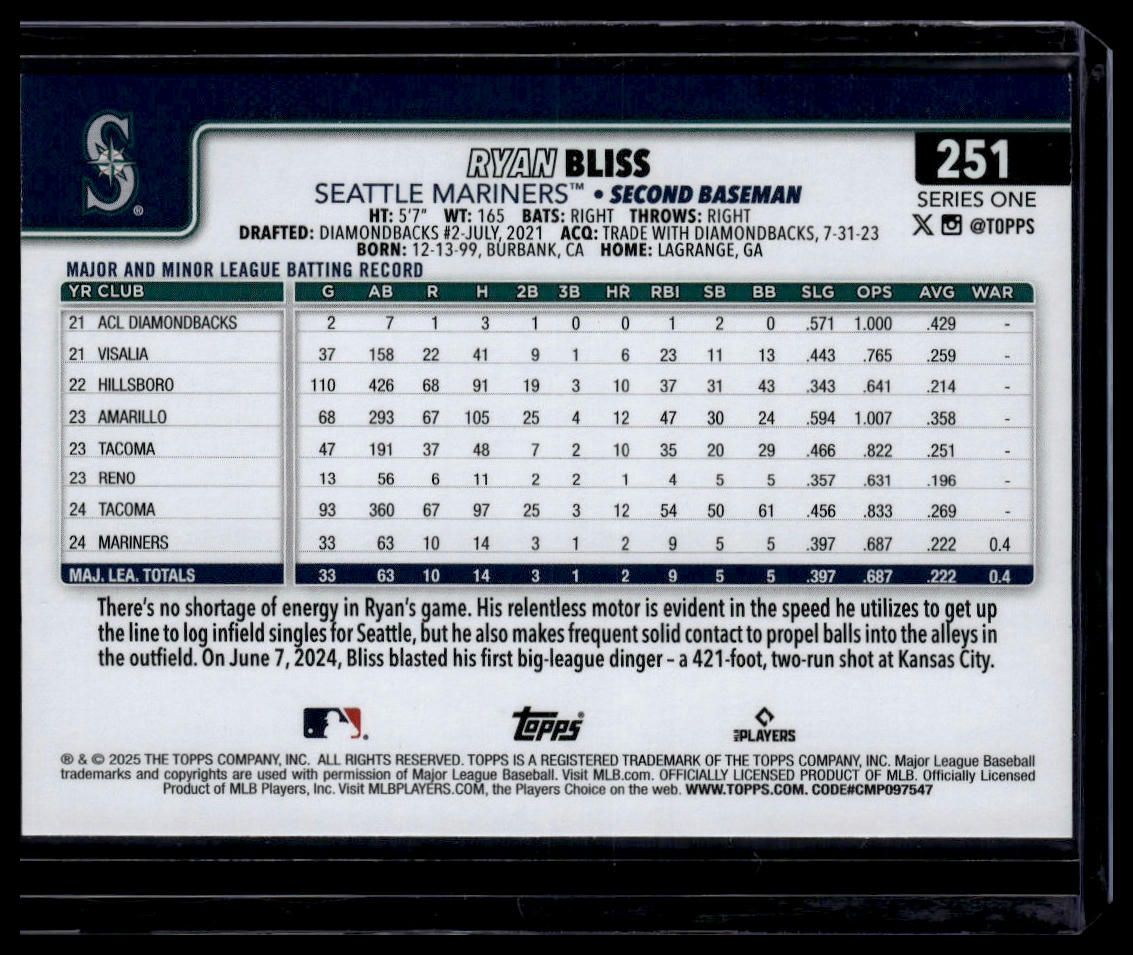 S
®
251
RYAN BLISS
SEATTLE MARINERS™ • SECOND BASEMAN
SERIES ONE
HT: 5'7" WT: 165 BATS: RIGHT THROWS: RIGHT
@TOPPS
DRAFTED: DIAMONDBACKS #2-JULY, 2021 ACQ: TRADE WITH DIAMONDBACKS, 7-31-23
BORN: 12-13-99, BURBANK, CA HOME: LAGRANGE, GA
MAJOR AND MINOR LEAGUE BATTING RECORD
YR CLUB G AB R H 2B 3B HR RBI SB BB SLG OPS AVG WAR
21 ACL DIAMONDBACKS 2 7 1 3 1 0 0 1 2 0 .571 1.000 .429 -
21 VISALIA 37 158 22 41 9 1 6 23 11 13 .443 .765 .259 -
22 HILLSBORO 110 426 68 91 19 3 10 37 31 43 .343 .641 .214 -
23 AMARILLO 68 293 67 105 25 4 12 47 30 24 .594 1.007 .358 -
23 TACOMA 47 191 37 48 7 2 10 35 20 29 .466 .822 .251 -
23 RENO 13 56 6 11 2 2 1 4 5 5 .357 .631 .196 -
24 TACOMA 93 360 67 97 25 3 12 54 50 61 .456 .833 .269 -
24 MARINERS 33 63 10 14 3 1 2 9 5 5 .397 .687 .222 0.4
MAJ. LEA. TOTALS 33 63 10 14 3 1 2 9 5 5 .397 .687 .222 0.4
There's no shortage of energy in Ryan's game. His relentless motor is evident in the speed he utilizes to get up
the line to log infield singles for Seattle, but he also makes frequent solid contact to propel balls into the alleys in
the outfield. On June 7, 2024, Bliss blasted his first big-league dinger – a 421-foot, two-run shot at Kansas City.
Topps®
MLB PLAYERS
® & © 2025 THE TOPPS COMPANY, INC. ALL RIGHTS RESERVED. TOPPS IS A REGISTERED TRADEMARK OF THE TOPPS COMPANY, INC. Major League Baseball
trademarks and copyrights are used with permission of Major League Baseball. Visit MLB.com. OFFICIALLY LICENSED PRODUCT OF MLB. Officially Licensed
Product of MLB Players, Inc. Visit MLBPLAYERS.COM, the Players Choice on the web. WWW.TOPPS.COM. CODE#CMP097547